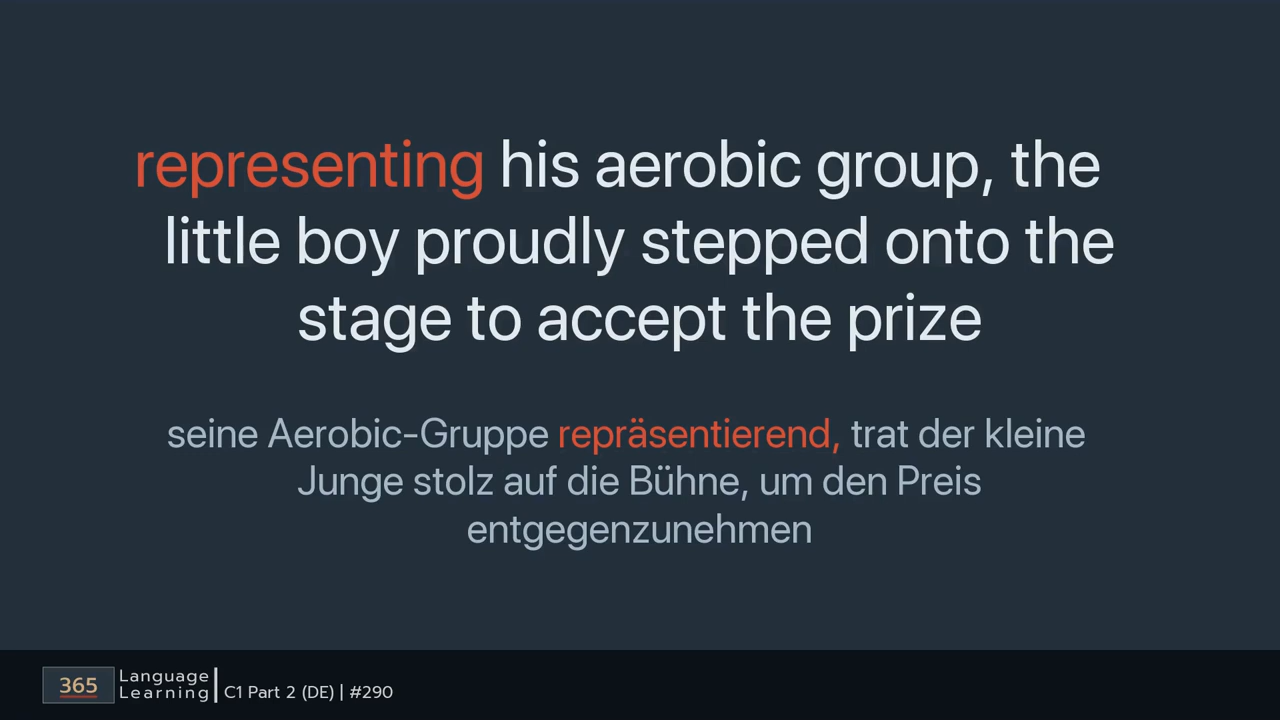 representing his aerobic group, the
little boy proudly stepped onto the
stage to accept the prize
seine Aerobic-Gruppe repräsentierend, trat der kleine
Junge stolz auf die Bühne, um den Preis
entgegenzunehmen
365
Language
Learning
C1 Part 2 (DE) | #290